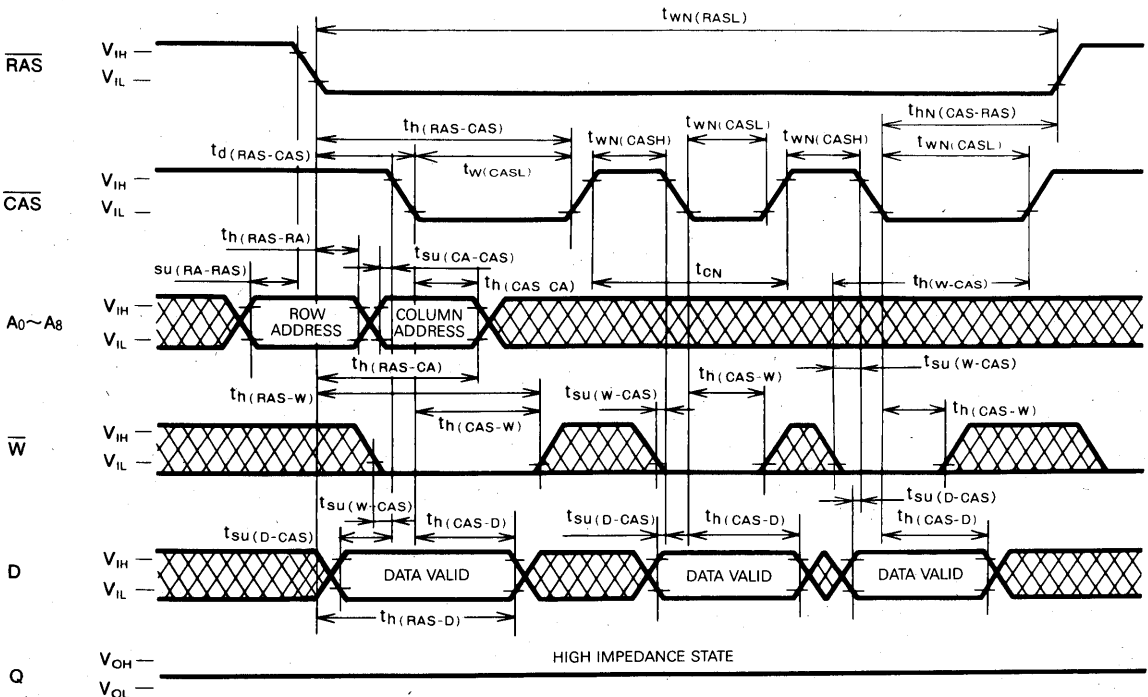 tWN(RASL)
RAS
VIH
VIL
th(RAS-CAS)
tWN(CASH)
tWN(CASL)
tWN(CASH)
thN(CAS-RAS)
tWN(CASL)
td(RAS-CAS)
tW(CASL)
CAS
VIH
VIL
th(RAS-RA)
tsu(CA-CAS)
su(RA-RAS)
th(CAS CA)
tCN
th(W-CAS)
A0~A8
VIH
VIL
ROW ADDRESS
COLUMN ADDRESS
th(RAS-CA)
tsu(W-CAS)
th(RAS-W)
th(CAS-W)
tsu(W-CAS)
th(CAS-W)
th(CAS-W)
W
VIH
VIL
tsu(W-CAS)
tsu(D-CAS)
tsu(D-CAS)
th(CAS-D)
tsu(D-CAS)
th(CAS-D)
th(CAS-D)
D
VIH
VIL
DATA VALID
DATA VALID
DATA VALID
th(RAS-D)
Q
VOH
VOL
HIGH IMPEDANCE STATE